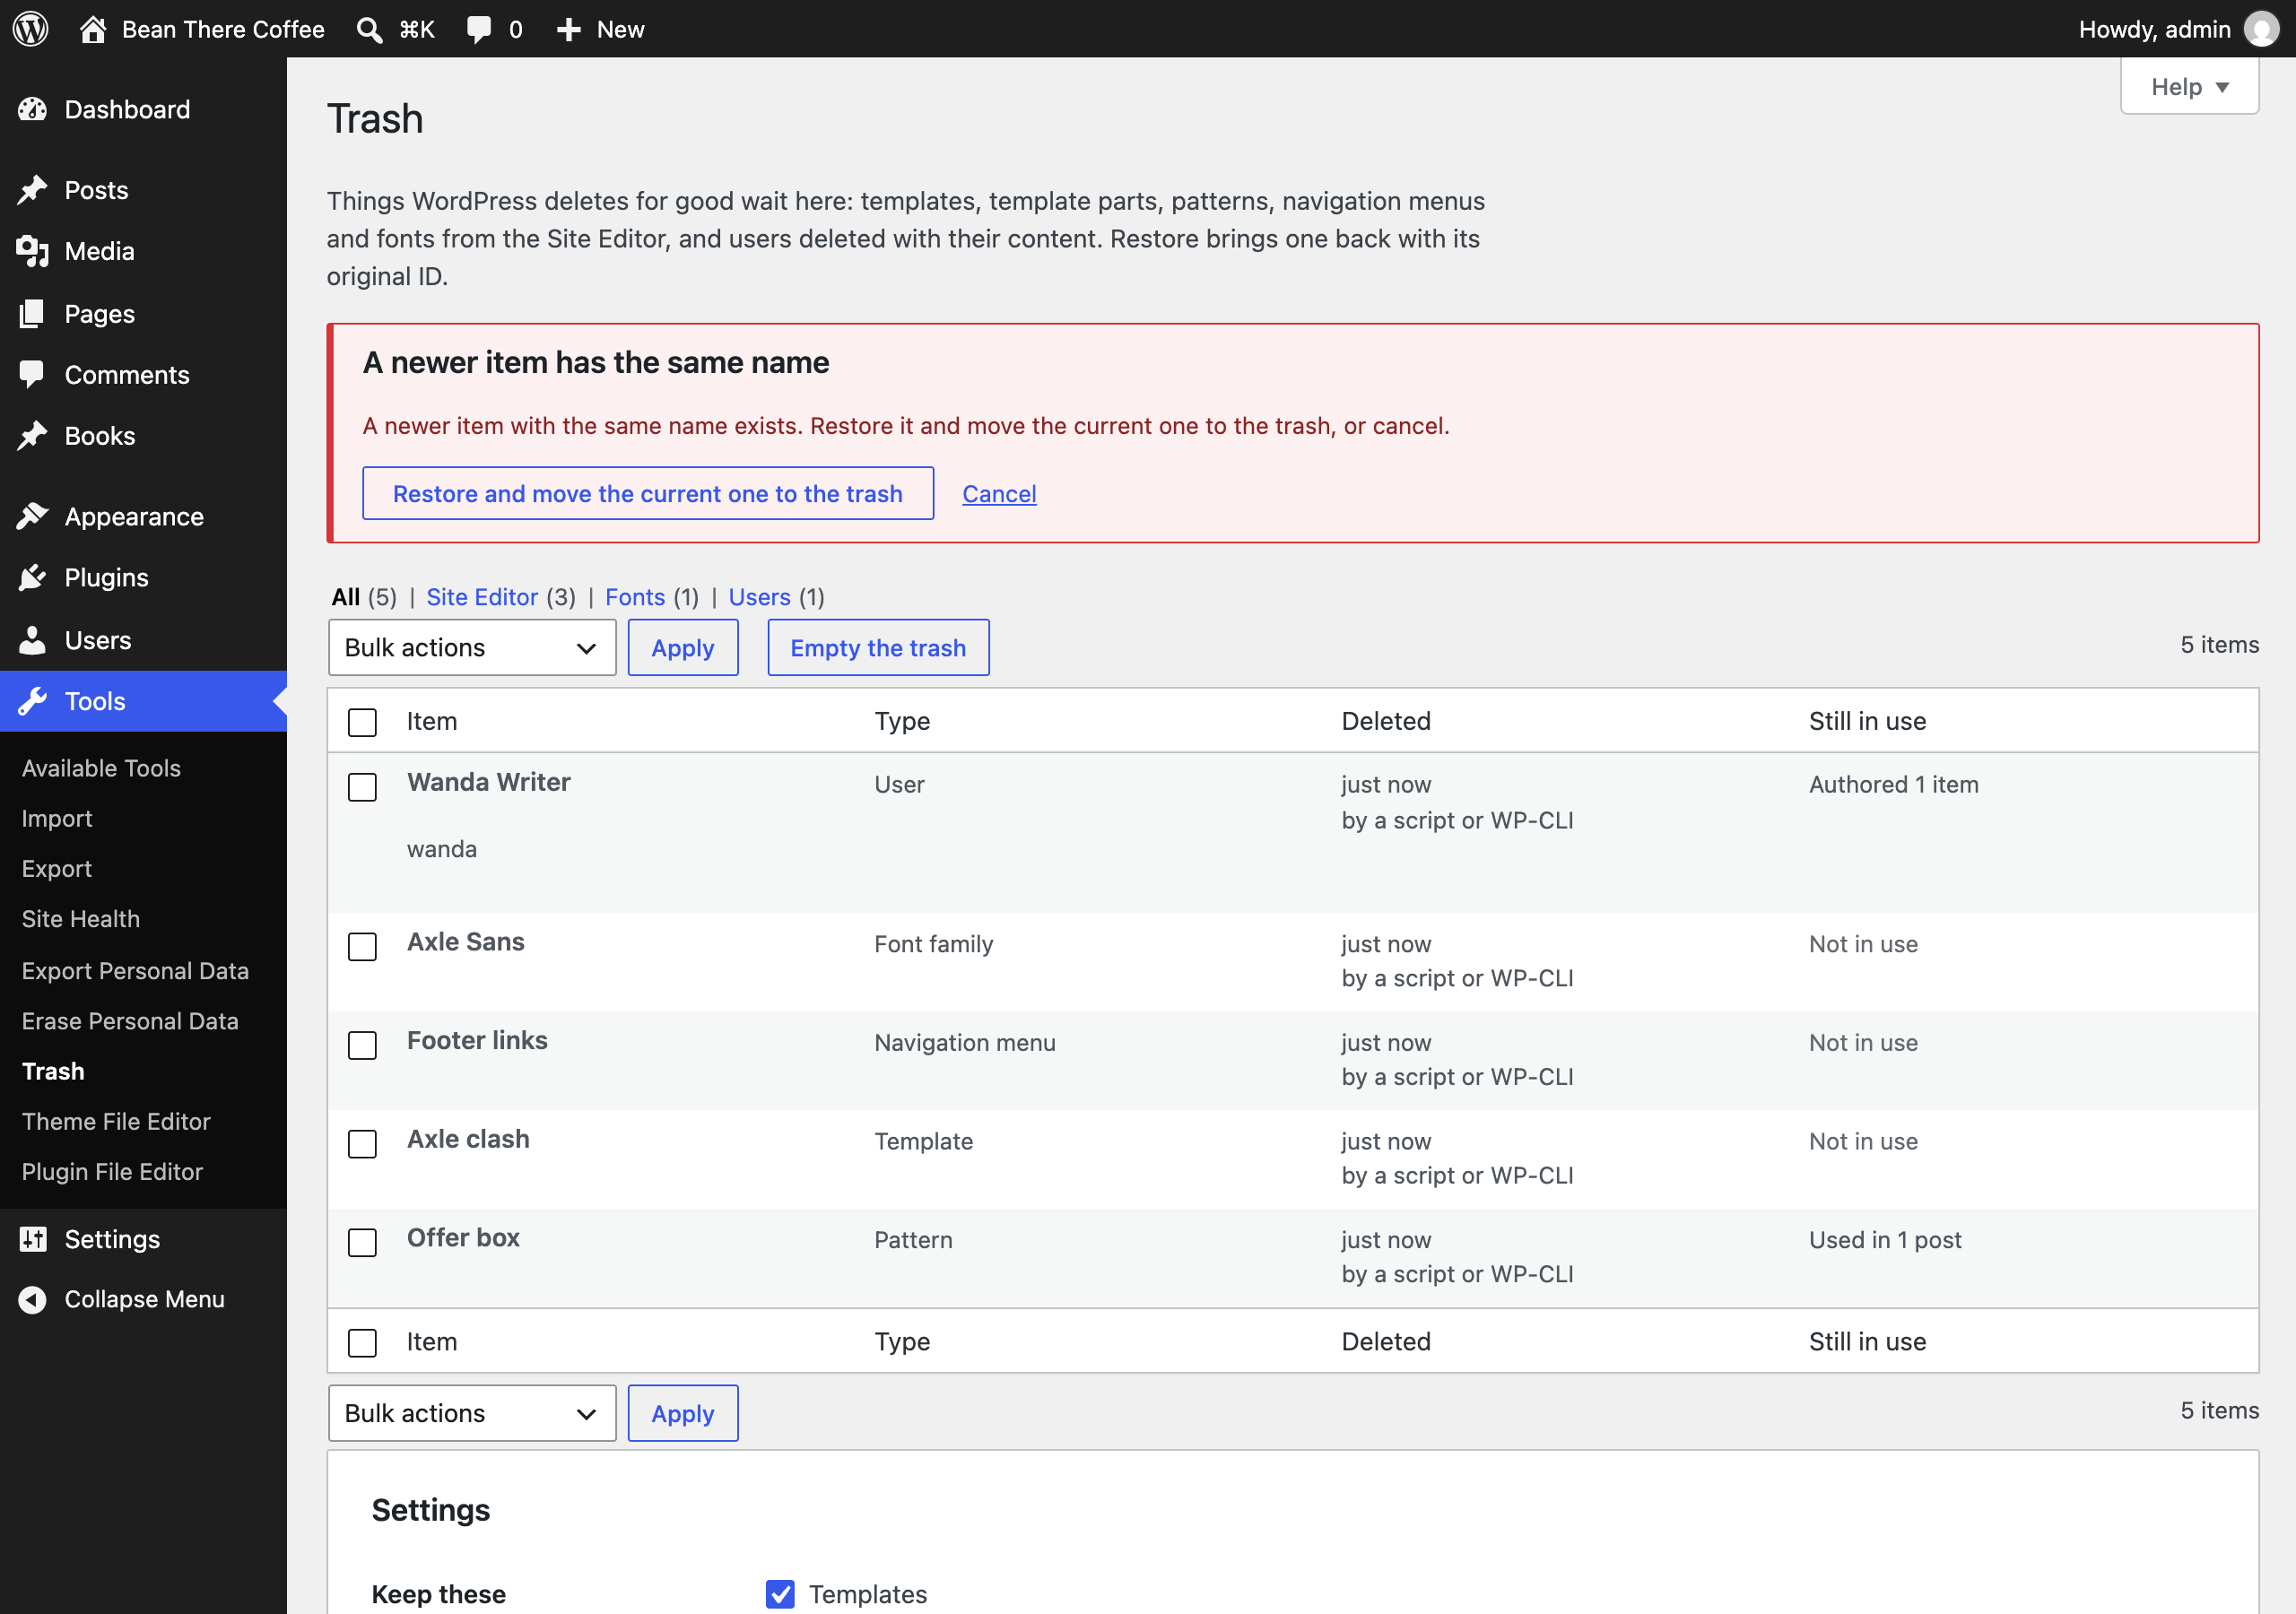 Bean There Coffee ⌘K 0 New Howdy, admin
Help
Dashboard
Posts
Media
Pages
Comments
Books
Appearance
Plugins
Users
Tools
Available Tools
Import
Export
Site Health
Export Personal Data
Erase Personal Data
Trash
Theme File Editor
Plugin File Editor
Settings
Collapse Menu
Trash
Things WordPress deletes for good wait here: templates, template parts, patterns, navigation menus
and fonts from the Site Editor, and users deleted with their content. Restore brings one back with its
original ID.
A newer item has the same name
A newer item with the same name exists. Restore it and move the current one to the trash, or cancel.
Restore and move the current one to the trash Cancel
All (5) | Site Editor (3) | Fonts (1) | Users (1)
Bulk actions Apply Empty the trash 5 items
Item Type Deleted Still in use
Wanda Writer User just now Authored 1 item
by a script or WP-CLI
wanda
Axle Sans Font family just now Not in use
by a script or WP-CLI
Footer links Navigation menu just now Not in use
by a script or WP-CLI
Axle clash Template just now Not in use
by a script or WP-CLI
Offer box Pattern just now Used in 1 post
by a script or WP-CLI
Item Type Deleted Still in use
Bulk actions Apply 5 items
Settings
Keep these Templates